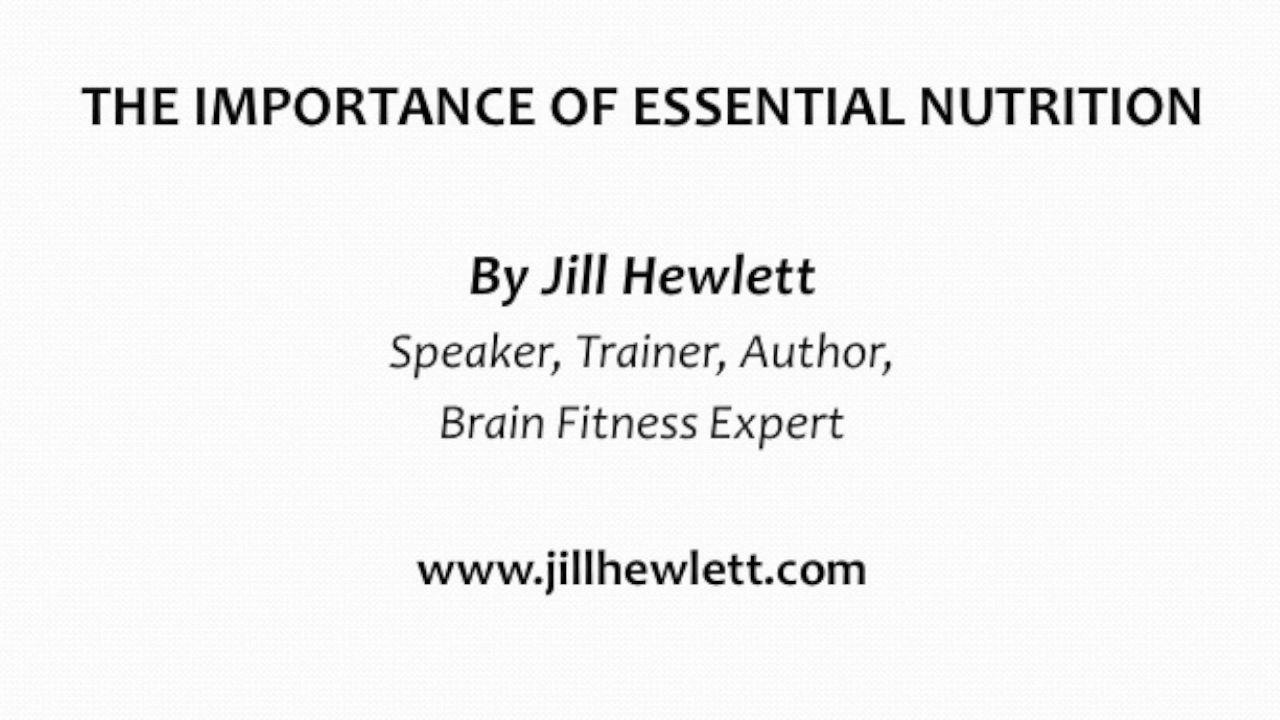 THE IMPORTANCE OF ESSENTIAL NUTRITION
By Jill Hewlett
Speaker, Trainer, Author,
Brain Fitness Expert
www.jillhewlett.com